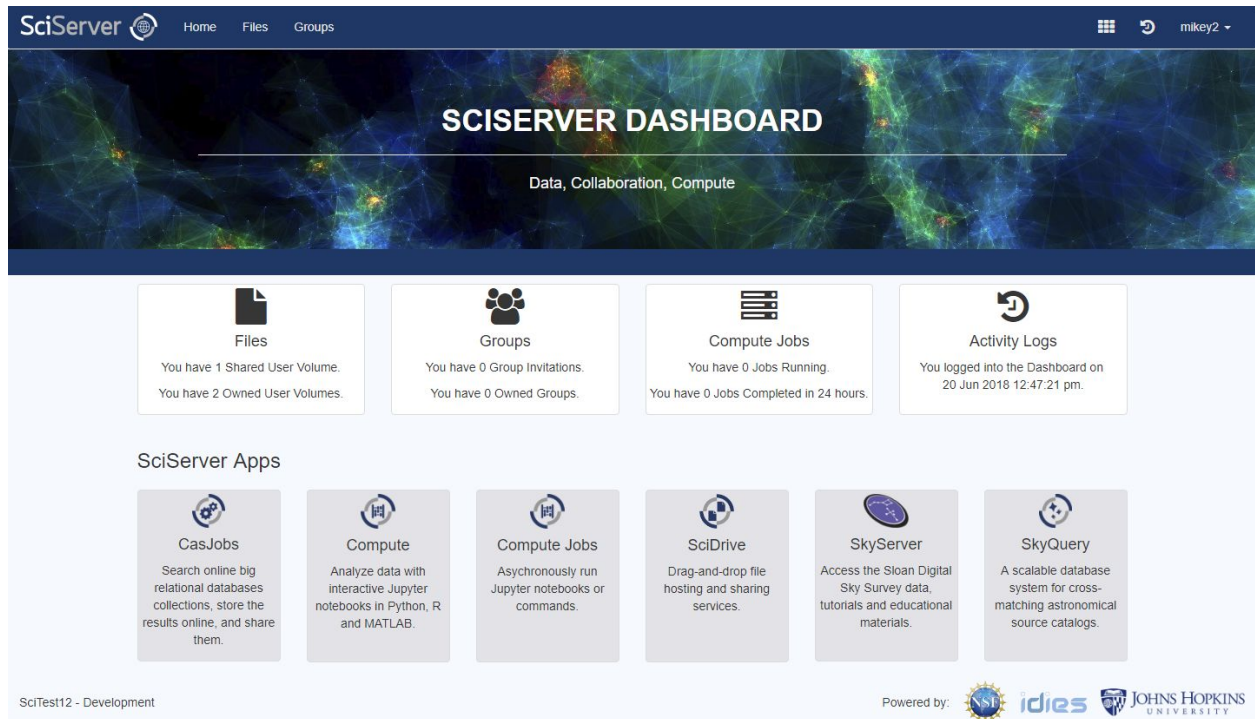 SciServer
Home Files Groups
mikey2
SCISERVER DASHBOARD
Data, Collaboration, Compute
Files
You have 1 Shared User Volume.
You have 2 Owned User Volumes.
Groups
You have 0 Group Invitations.
You have 0 Owned Groups.
Compute Jobs
You have 0 Jobs Running.
You have 0 Jobs Completed in 24 hours.
Activity Logs
You logged into the Dashboard on
20 Jun 2018 12:47:21 pm.
SciServer Apps
CasJobs
Search online big
relational databases
collections, store the
results online, and share
them.
Compute
Analyze data with
interactive Jupyter
notebooks in Python, R
and MATLAB.
Compute Jobs
Asychronously run
Jupyter notebooks or
commands.
SciDrive
Drag-and-drop file
hosting and sharing
services.
SkyServer
Access the Sloan Digital
Sky Survey data,
tutorials and educational
materials.
SkyQuery
A scalable database
system for cross-
matching astronomical
source catalogs.
SciTest12 - Development
Powered by:
NSF
idies
JOHNS HOPKINS
UNIVERSITY